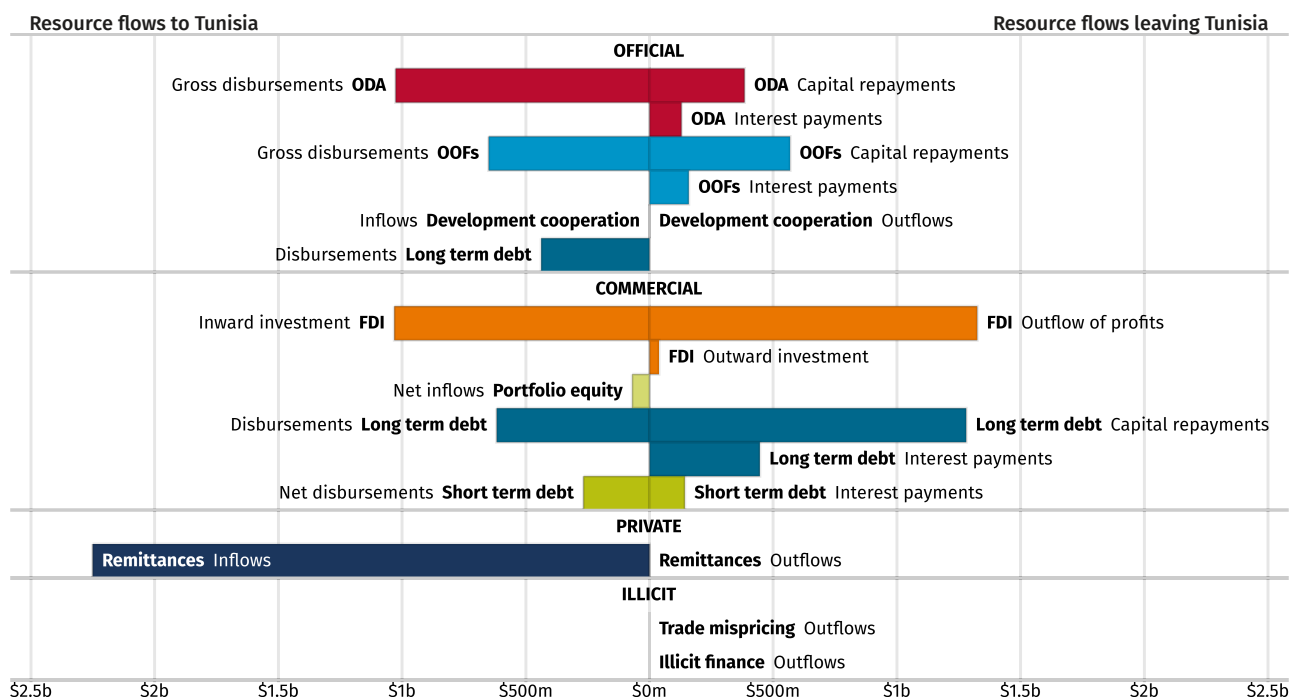 Resource flows to Tunisia Resource flows leaving Tunisia
OFFICIAL
Gross disbursements ODA ODA Capital repayments
ODA Interest payments
Gross disbursements OOFs OOFs Capital repayments
OOFs Interest payments
Inflows Development cooperation Development cooperation Outflows
Disbursements Long term debt
COMMERCIAL
Inward investment FDI FDI Outflow of profits
FDI Outward investment
Net inflows Portfolio equity
Disbursements Long term debt Long term debt Capital repayments
Long term debt Interest payments
Net disbursements Short term debt Short term debt Interest payments
PRIVATE
Remittances Inflows Remittances Outflows
ILLICIT
Trade mispricing Outflows
Illicit finance Outflows
$2.5b $2b $1.5b $1b $500m $0m $500m $1b $1.5b $2b $2.5b